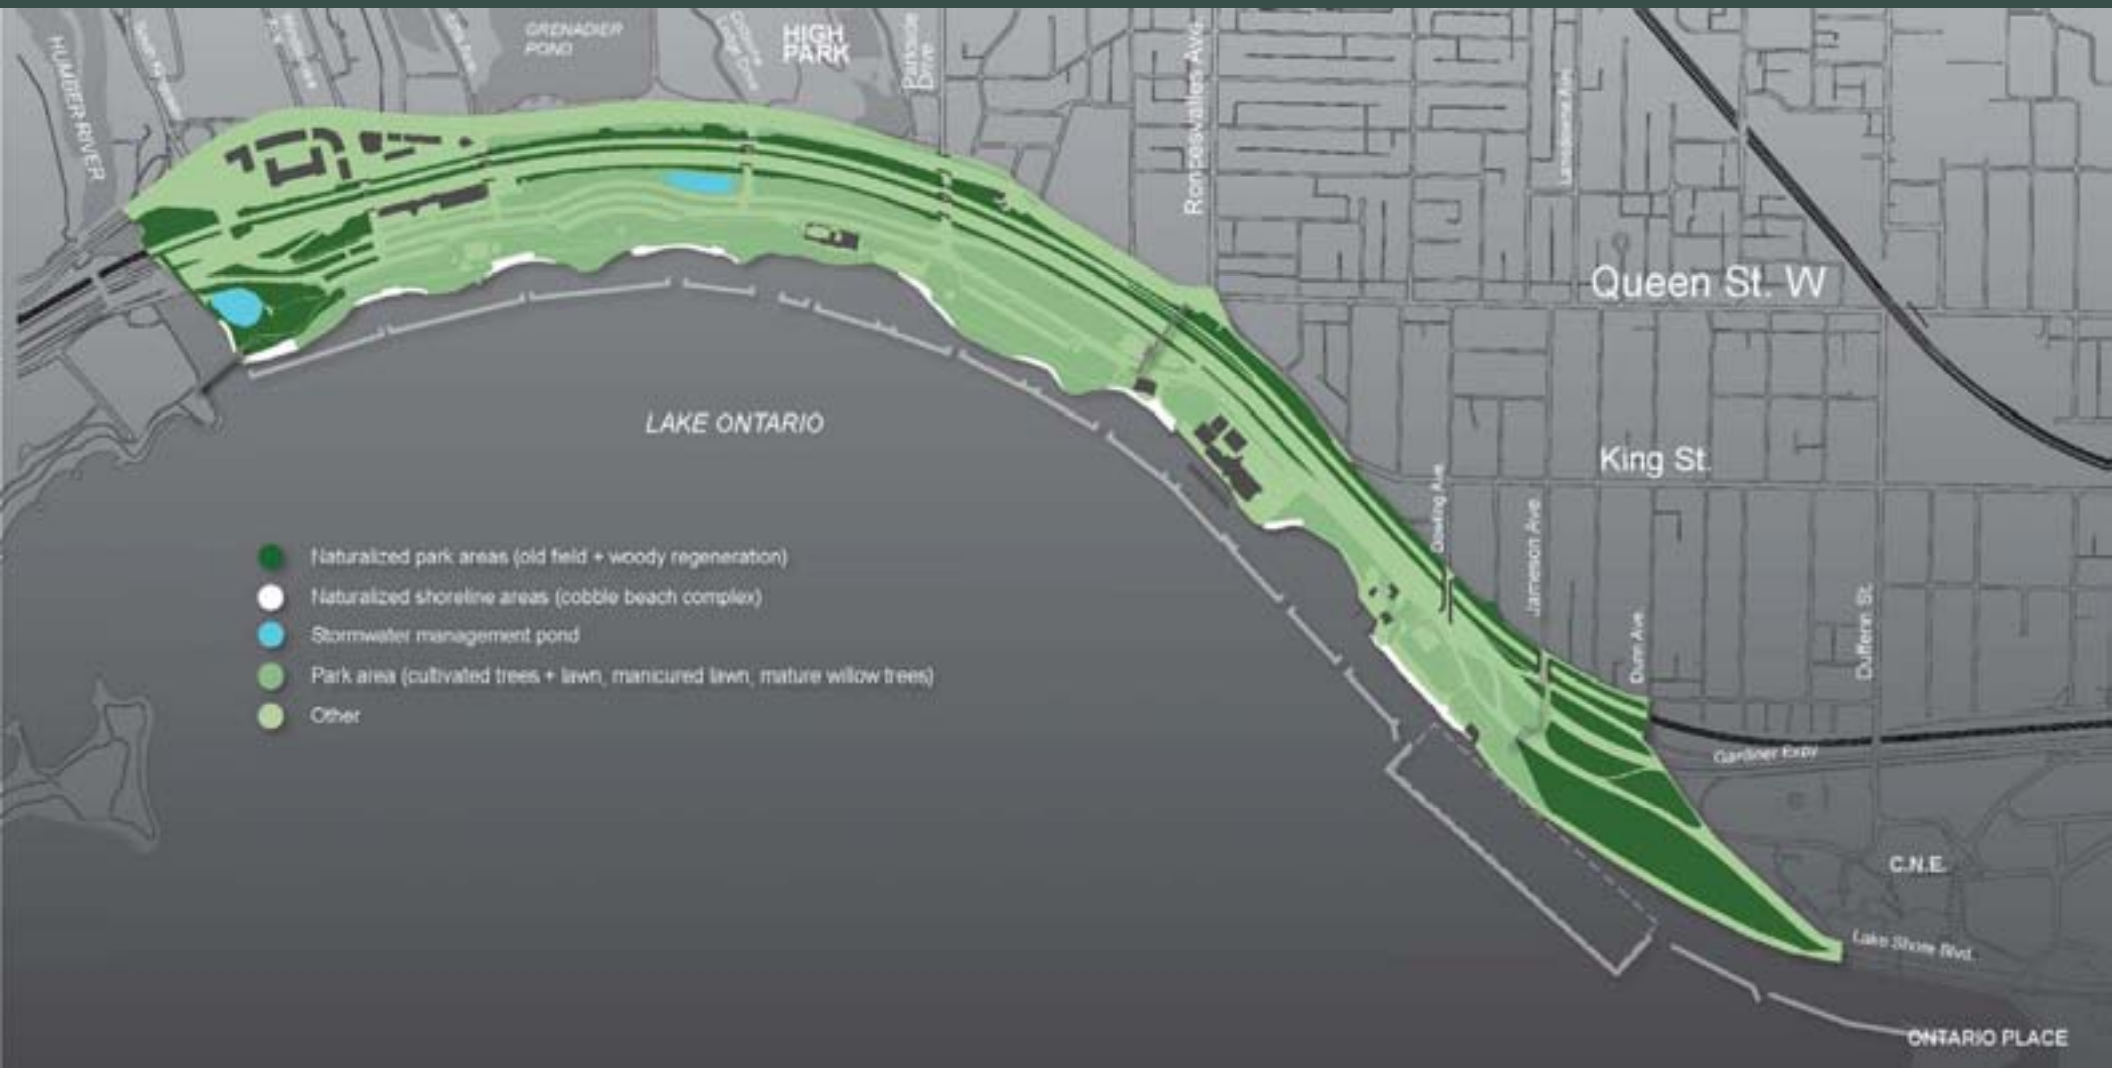 HUMBER RIVER
GRENADIER
POND
HIGH
PARK
Parkside
Drive
Roncesvalles Ave.
Lansdowne Ave.
Queen St. W
King St.
LAKE ONTARIO
Dowling Ave.
Jameson Ave.
Dunn Ave.
Dufferin St.
Naturalized park areas (old field + woody regeneration)
Naturalized shoreline areas (cobble beach complex)
Stormwater management pond
Park area (cultivated trees + lawn, manicured lawn, mature willow trees)
Other
Gardiner Expy
C.N.E.
Lake Shore Blvd.
ONTARIO PLACE